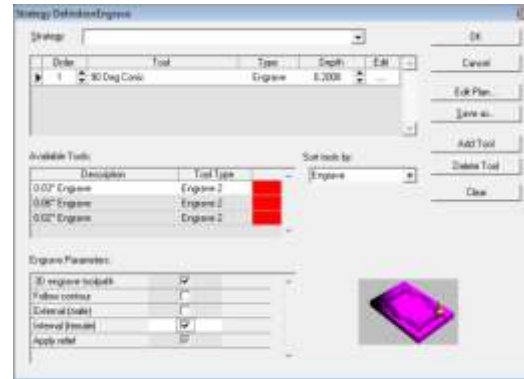 Strategy Definition-Engrave
Strategy:
OK
Order Tool Type Depth Edit
1 90 Deg Conic Engrave 0.2000 ...
Cancel
Edit Plan...
Save as...
Add Tool
Delete Tool
Clear
Available Tools:
Sort tools by:
Description Tool Type
Engrave
0.03" Engrave Engrave 2
0.06" Engrave Engrave 2
0.02" Engrave Engrave 2
Engrave Parameters:
3D engrave toolpath
Follow contour
External (male)
Internal (female)
Apply relief